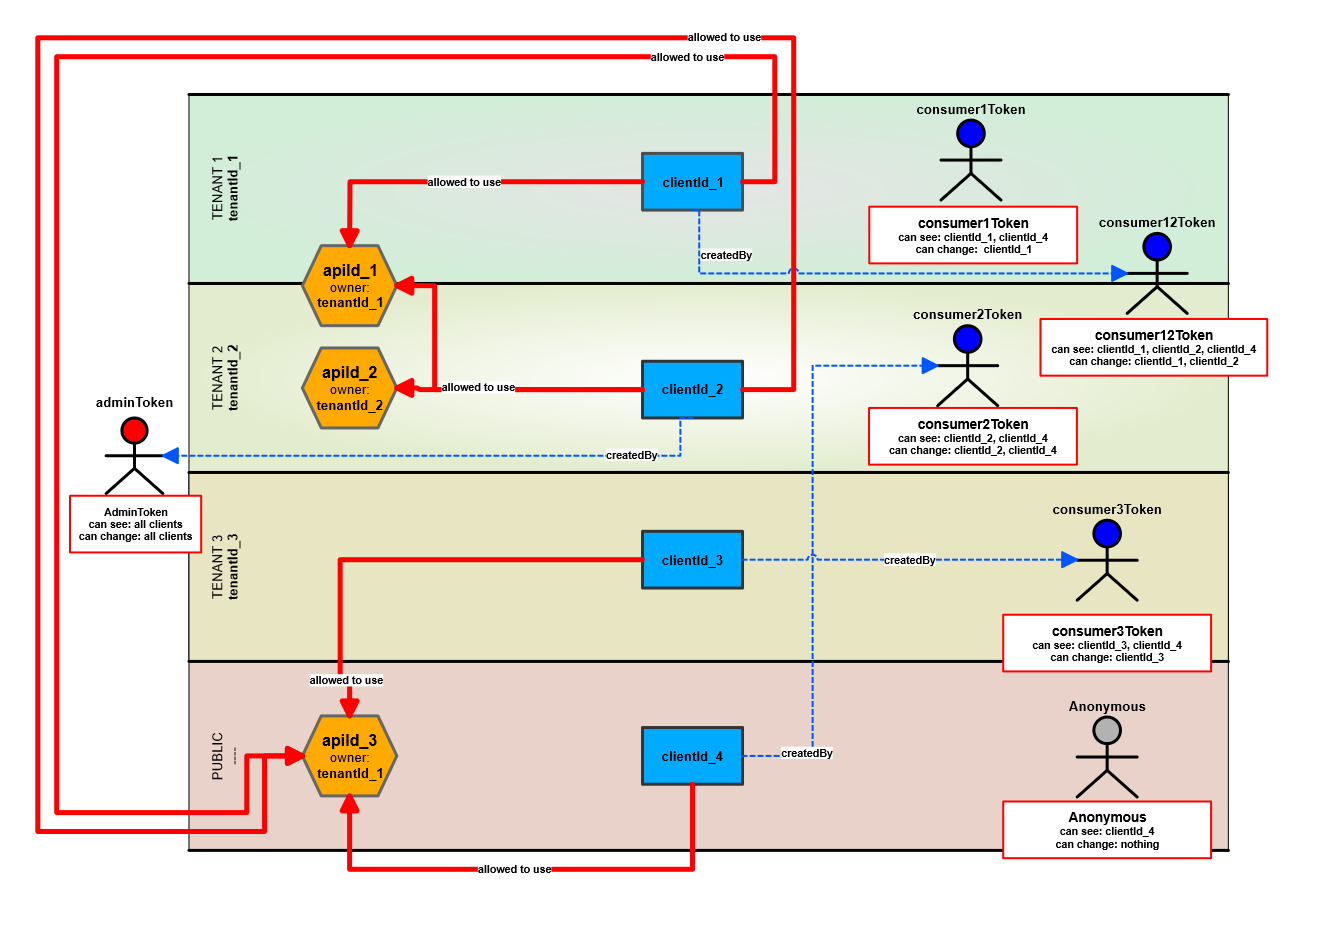 allowed to use
allowed to use
TENANT 1
tenantId_1
allowed to use
clientId_1
consumer1Token
consumer1Token
can see: clientId_1, clientId_4
can change: clientId_1
consumer12Token
createdBy
apiId_1
owner:
tenantId_1
consumer12Token
can see: clientId_1, clientId_2, clientId_4
can change: clientId_1, clientId_2
TENANT 2
tenantId_2
consumer2Token
apiId_2
owner:
tenantId_2
allowed to use
clientId_2
consumer2Token
can see: clientId_2, clientId_4
can change: clientId_2, clientId_4
createdBy
adminToken
AdminToken
can see: all clients
can change: all clients
TENANT 3
tenantId_3
clientId_3
createdBy
consumer3Token
consumer3Token
can see: clientId_3, clientId_4
can change: clientId_3
allowed to use
PUBLIC
----
apiId_3
owner:
tenantId_1
clientId_4
createdBy
Anonymous
Anonymous
can see: clientId_4
can change: nothing
allowed to use